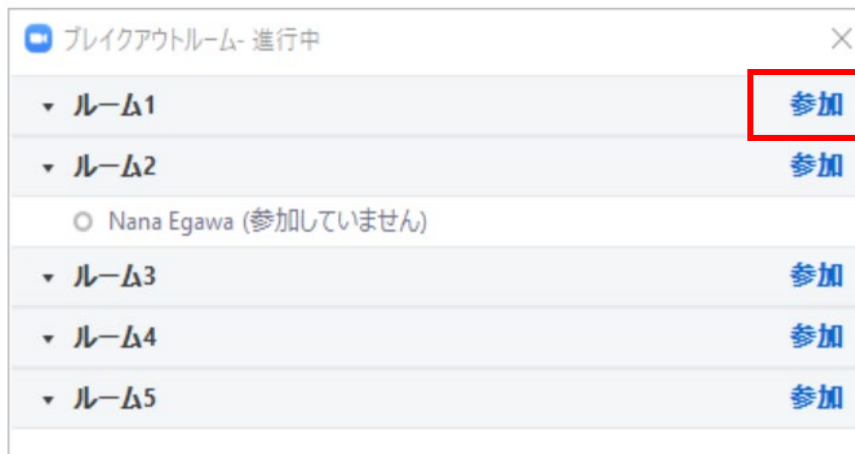 ブレイクアウトルーム- 進行中
ルーム1 参加
ルーム2 参加
Nana Egawa (参加していません)
ルーム3 参加
ルーム4 参加
ルーム5 参加